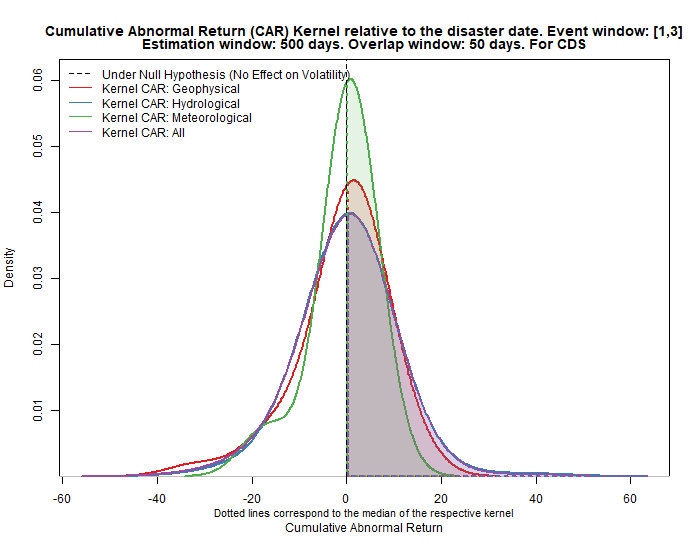 Cumulative Abnormal Return (CAR) Kernel relative to the disaster date. Event window: [1,3]
Estimation window: 500 days. Overlap window: 50 days. For CDS
Under Null Hypothesis (No Effect on Volatility)
Kernel CAR: Geophysical
Kernel CAR: Hydrological
Kernel CAR: Meteorological
Kernel CAR: All
Density
0.06
0.05
0.04
0.03
0.02
0.01
-60 -40 -20 0 20 40 60
Dotted lines correspond to the median of the respective kernel
Cumulative Abnormal Return